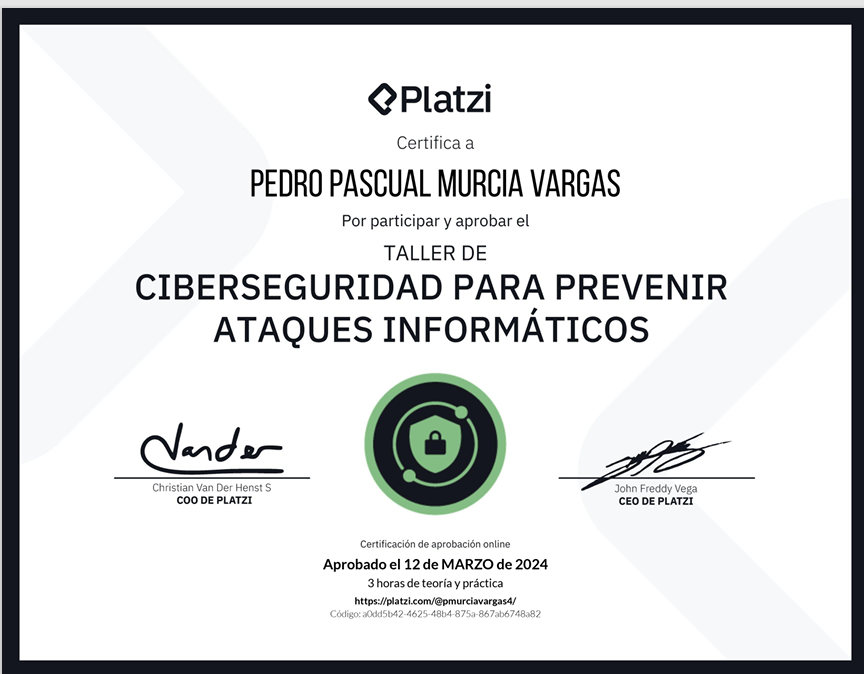 Platzi
Certifica a
PEDRO PASCUAL MURCIA VARGAS
Por participar y aprobar el
TALLER DE
CIBERSEGURIDAD PARA PREVENIR
ATAQUES INFORMÁTICOS
Vander
Christian Van Der Henst S
COO DE PLATZI
John Freddy Vega
CEO DE PLATZI
Certificación de aprobación online
Aprobado el 12 de MARZO de 2024
3 horas de teoría y práctica
https://platzi.com/@pmurciavargas4/
Código: a0dd5b42-4625-48b4-875a-867ab6748a82